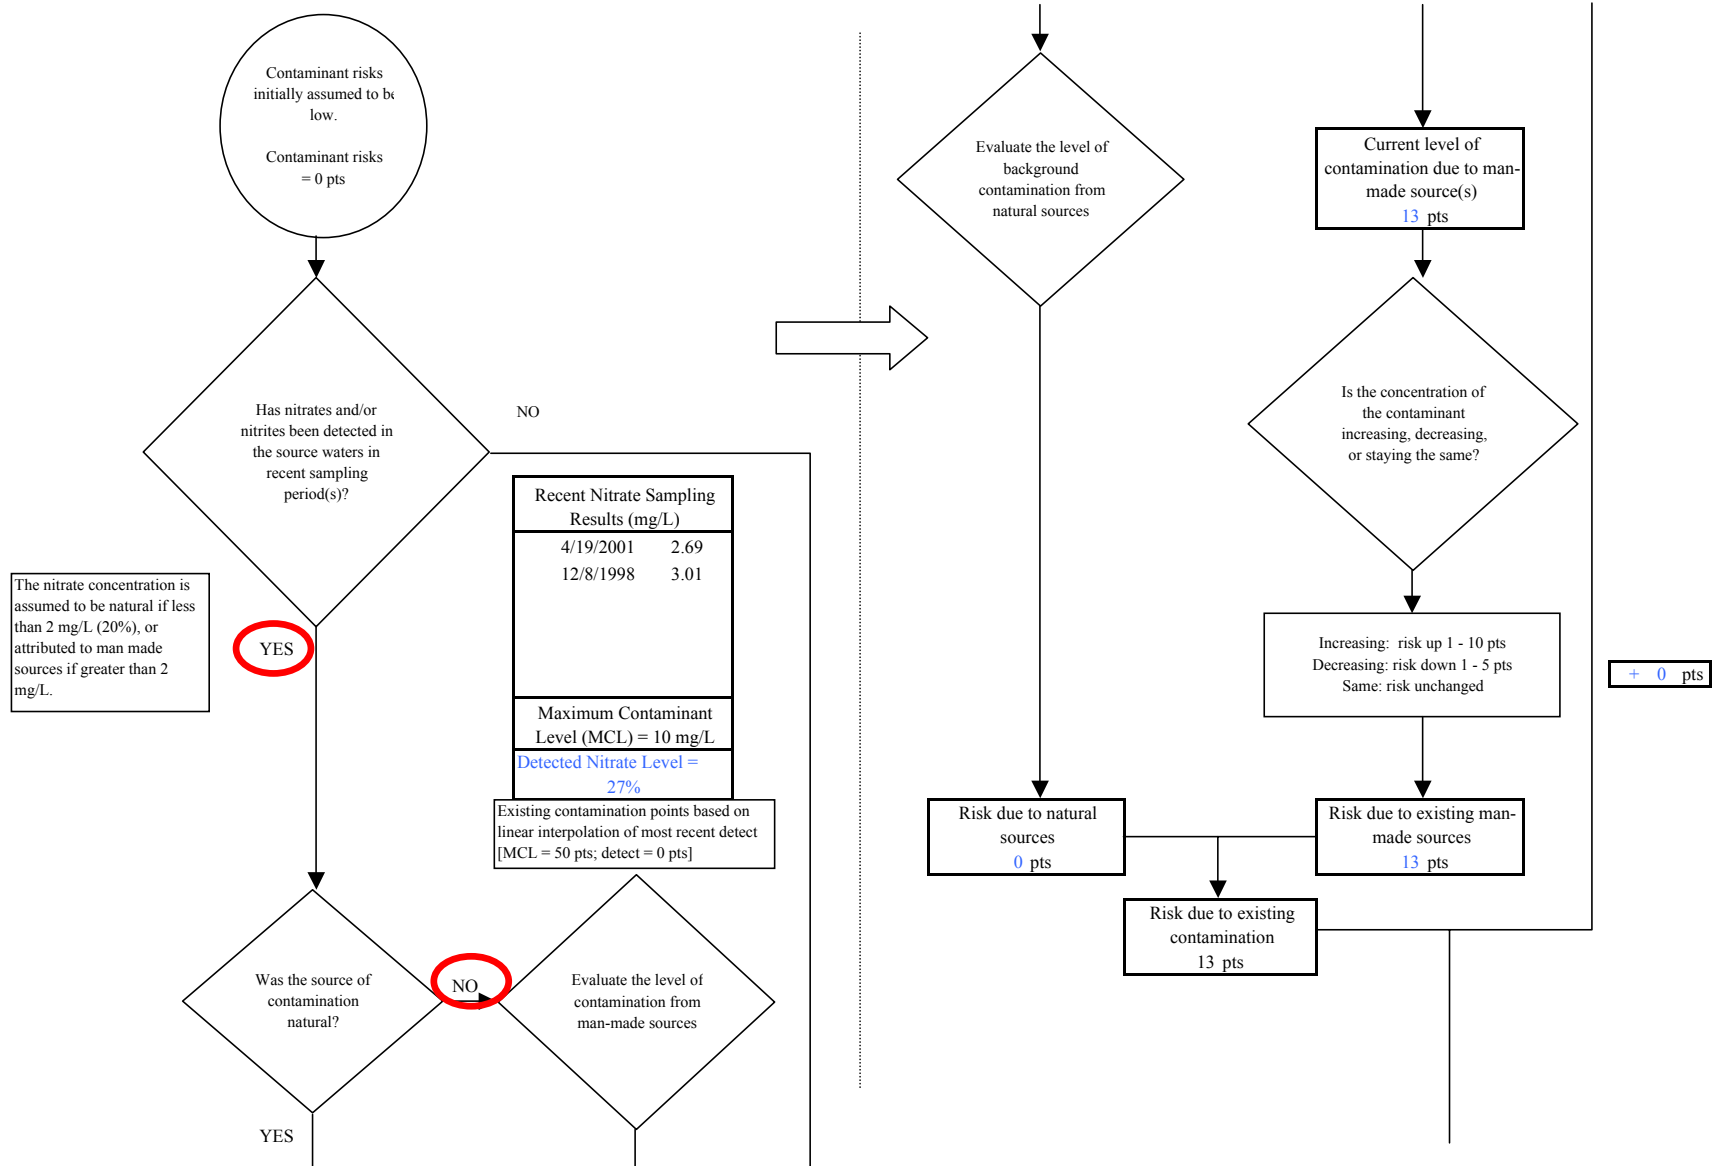 Contaminant risks
initially assumed to be
low.
Contaminant risks
= 0 pts
Has nitrates and/or
nitrites been detected in
the source waters in
recent sampling
period(s)?
NO
The nitrate concentration is
assumed to be natural if less
than 2 mg/L (20%), or
attributed to man made
sources if greater than 2
mg/L.
YES
Recent Nitrate Sampling
Results (mg/L)
4/19/2001 2.69
12/8/1998 3.01
Maximum Contaminant
Level (MCL) = 10 mg/L
Detected Nitrate Level =
27%
Existing contamination points based on
linear interpolation of most recent detect
[MCL = 50 pts; detect = 0 pts]
Was the source of
contamination
natural?
NO
Evaluate the level of
contamination from
man-made sources
YES
Evaluate the level of
background
contamination from
natural sources
Current level of
contamination due to man-
made source(s)
13 pts
Is the concentration of
the contaminant
increasing, decreasing,
or staying the same?
Increasing: risk up 1 - 10 pts
Decreasing: risk down 1 - 5 pts
Same: risk unchanged
+ 0 pts
Risk due to natural
sources
0 pts
Risk due to existing man-
made sources
13 pts
Risk due to existing
contamination
13 pts